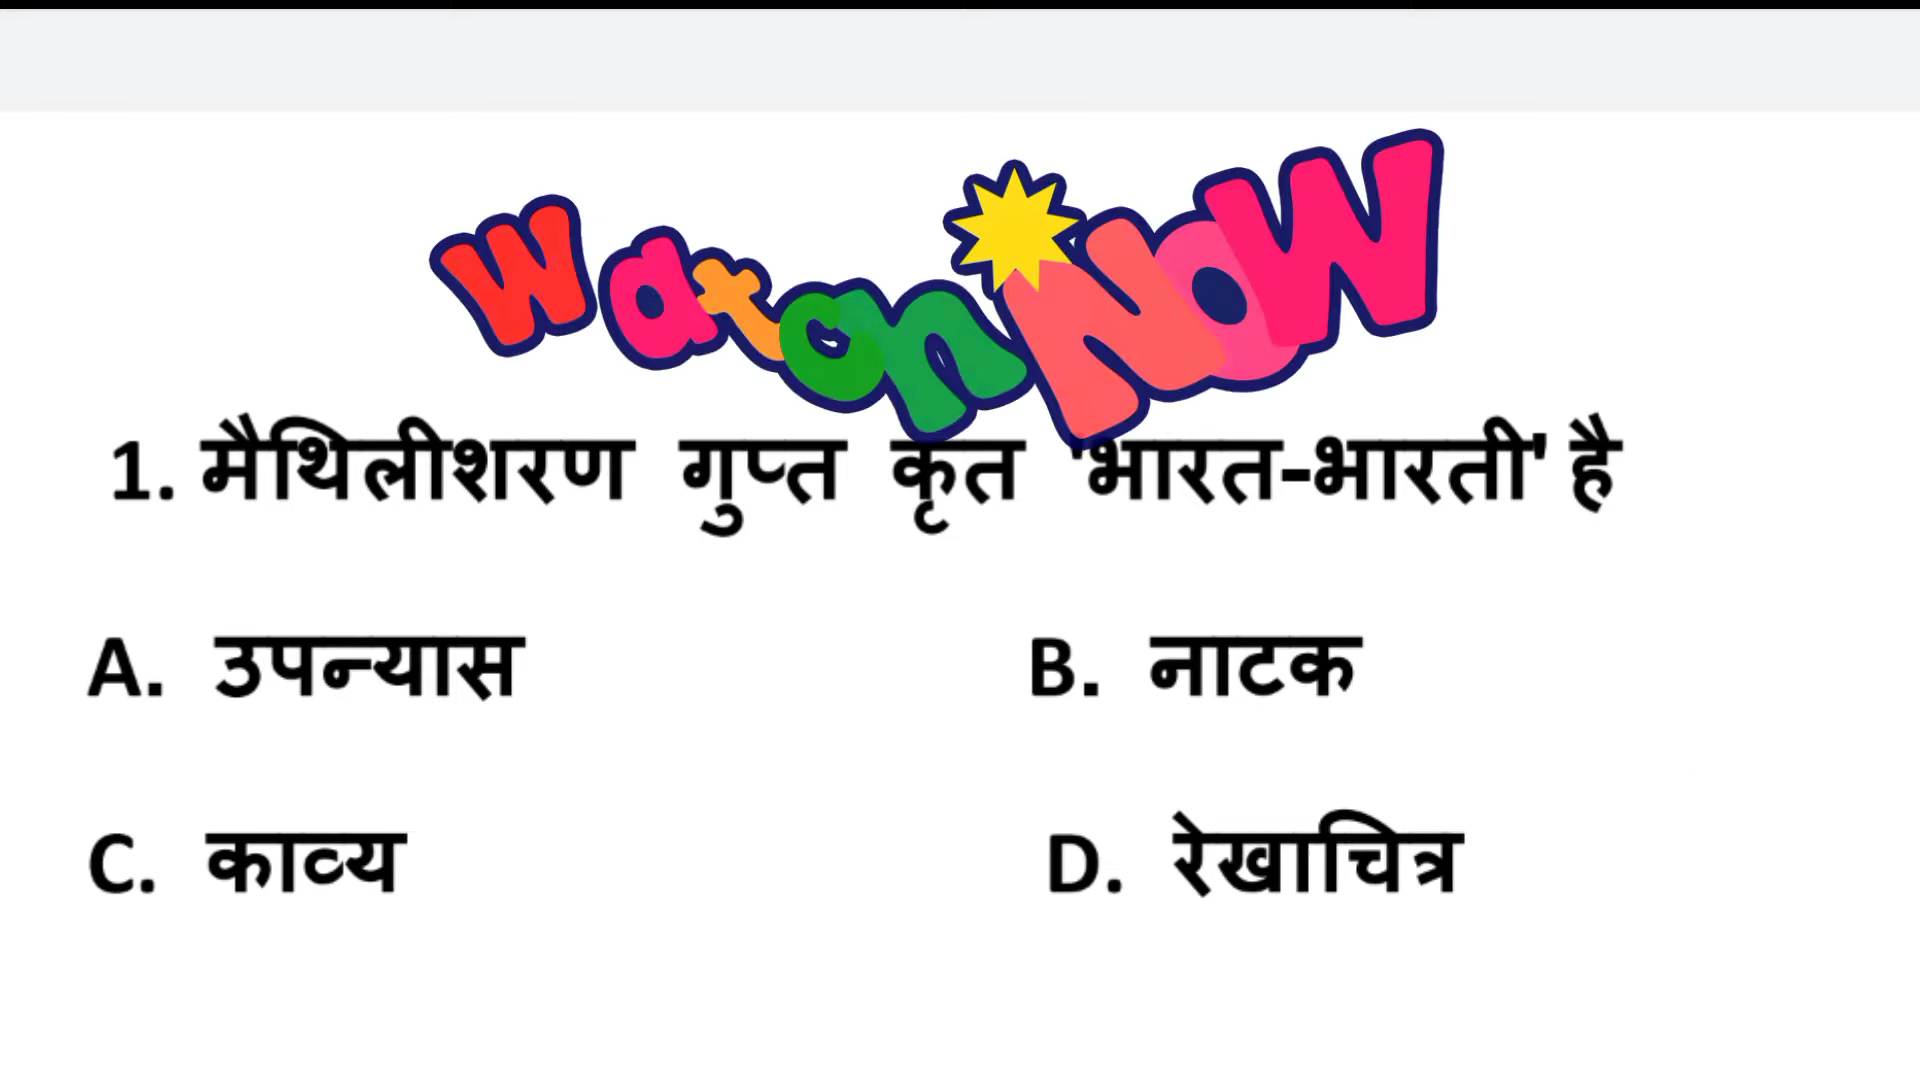 Watch NOW
1. मैथिलीशरण गुप्त कृत 'भारत-भारती' है
A. उपन्यास B. नाटक
C. काव्य D. रेखाचित्र